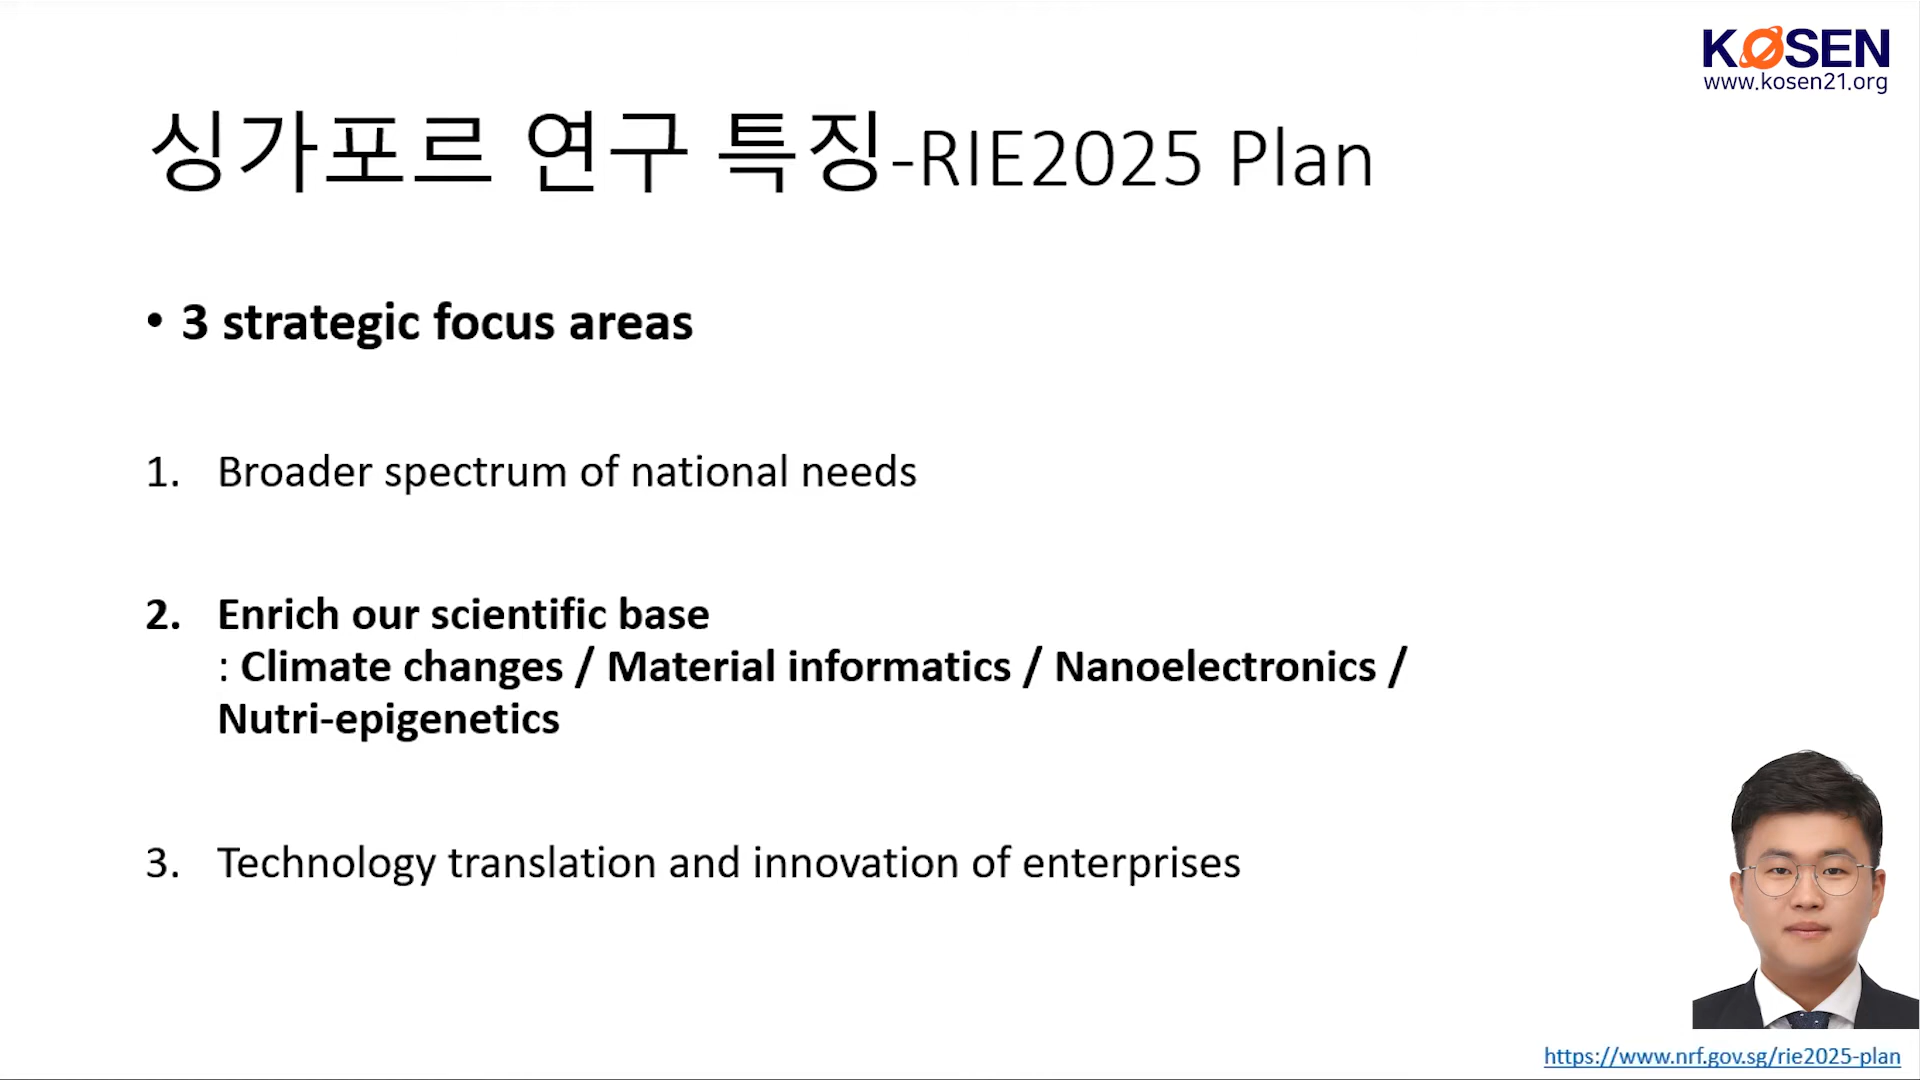 KOSEN
www.kosen21.org
싱가포르 연구 특징-RIE2025 Plan
• 3 strategic focus areas
1. Broader spectrum of national needs
2. Enrich our scientific base
: Climate changes / Material informatics / Nanoelectronics /
Nutri-epigenetics
3. Technology translation and innovation of enterprises
https://www.nrf.gov.sg/rie2025-plan